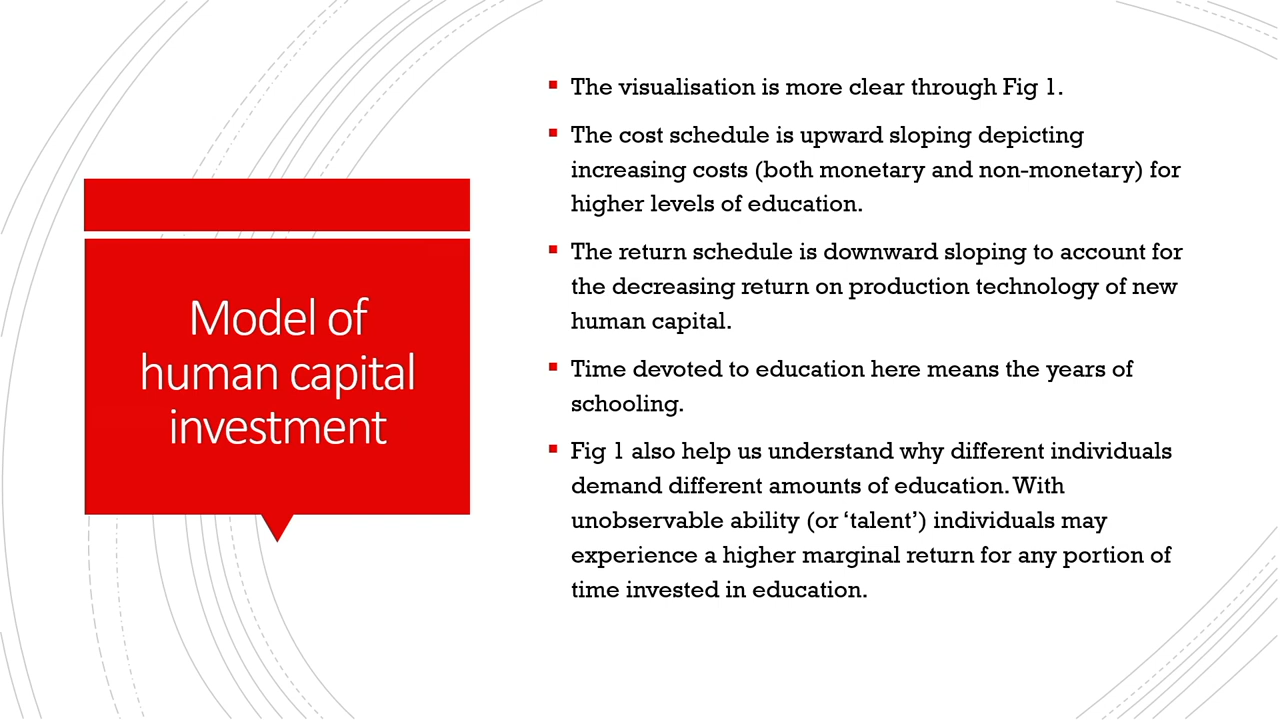 Model of
human capital
investment
The visualisation is more clear through Fig 1.
The cost schedule is upward sloping depicting
increasing costs (both monetary and non-monetary) for
higher levels of education.
The return schedule is downward sloping to account for
the decreasing return on production technology of new
human capital.
Time devoted to education here means the years of
schooling.
Fig 1 also help us understand why different individuals
demand different amounts of education. With
unobservable ability (or ‘talent’) individuals may
experience a higher marginal return for any portion of
time invested in education.